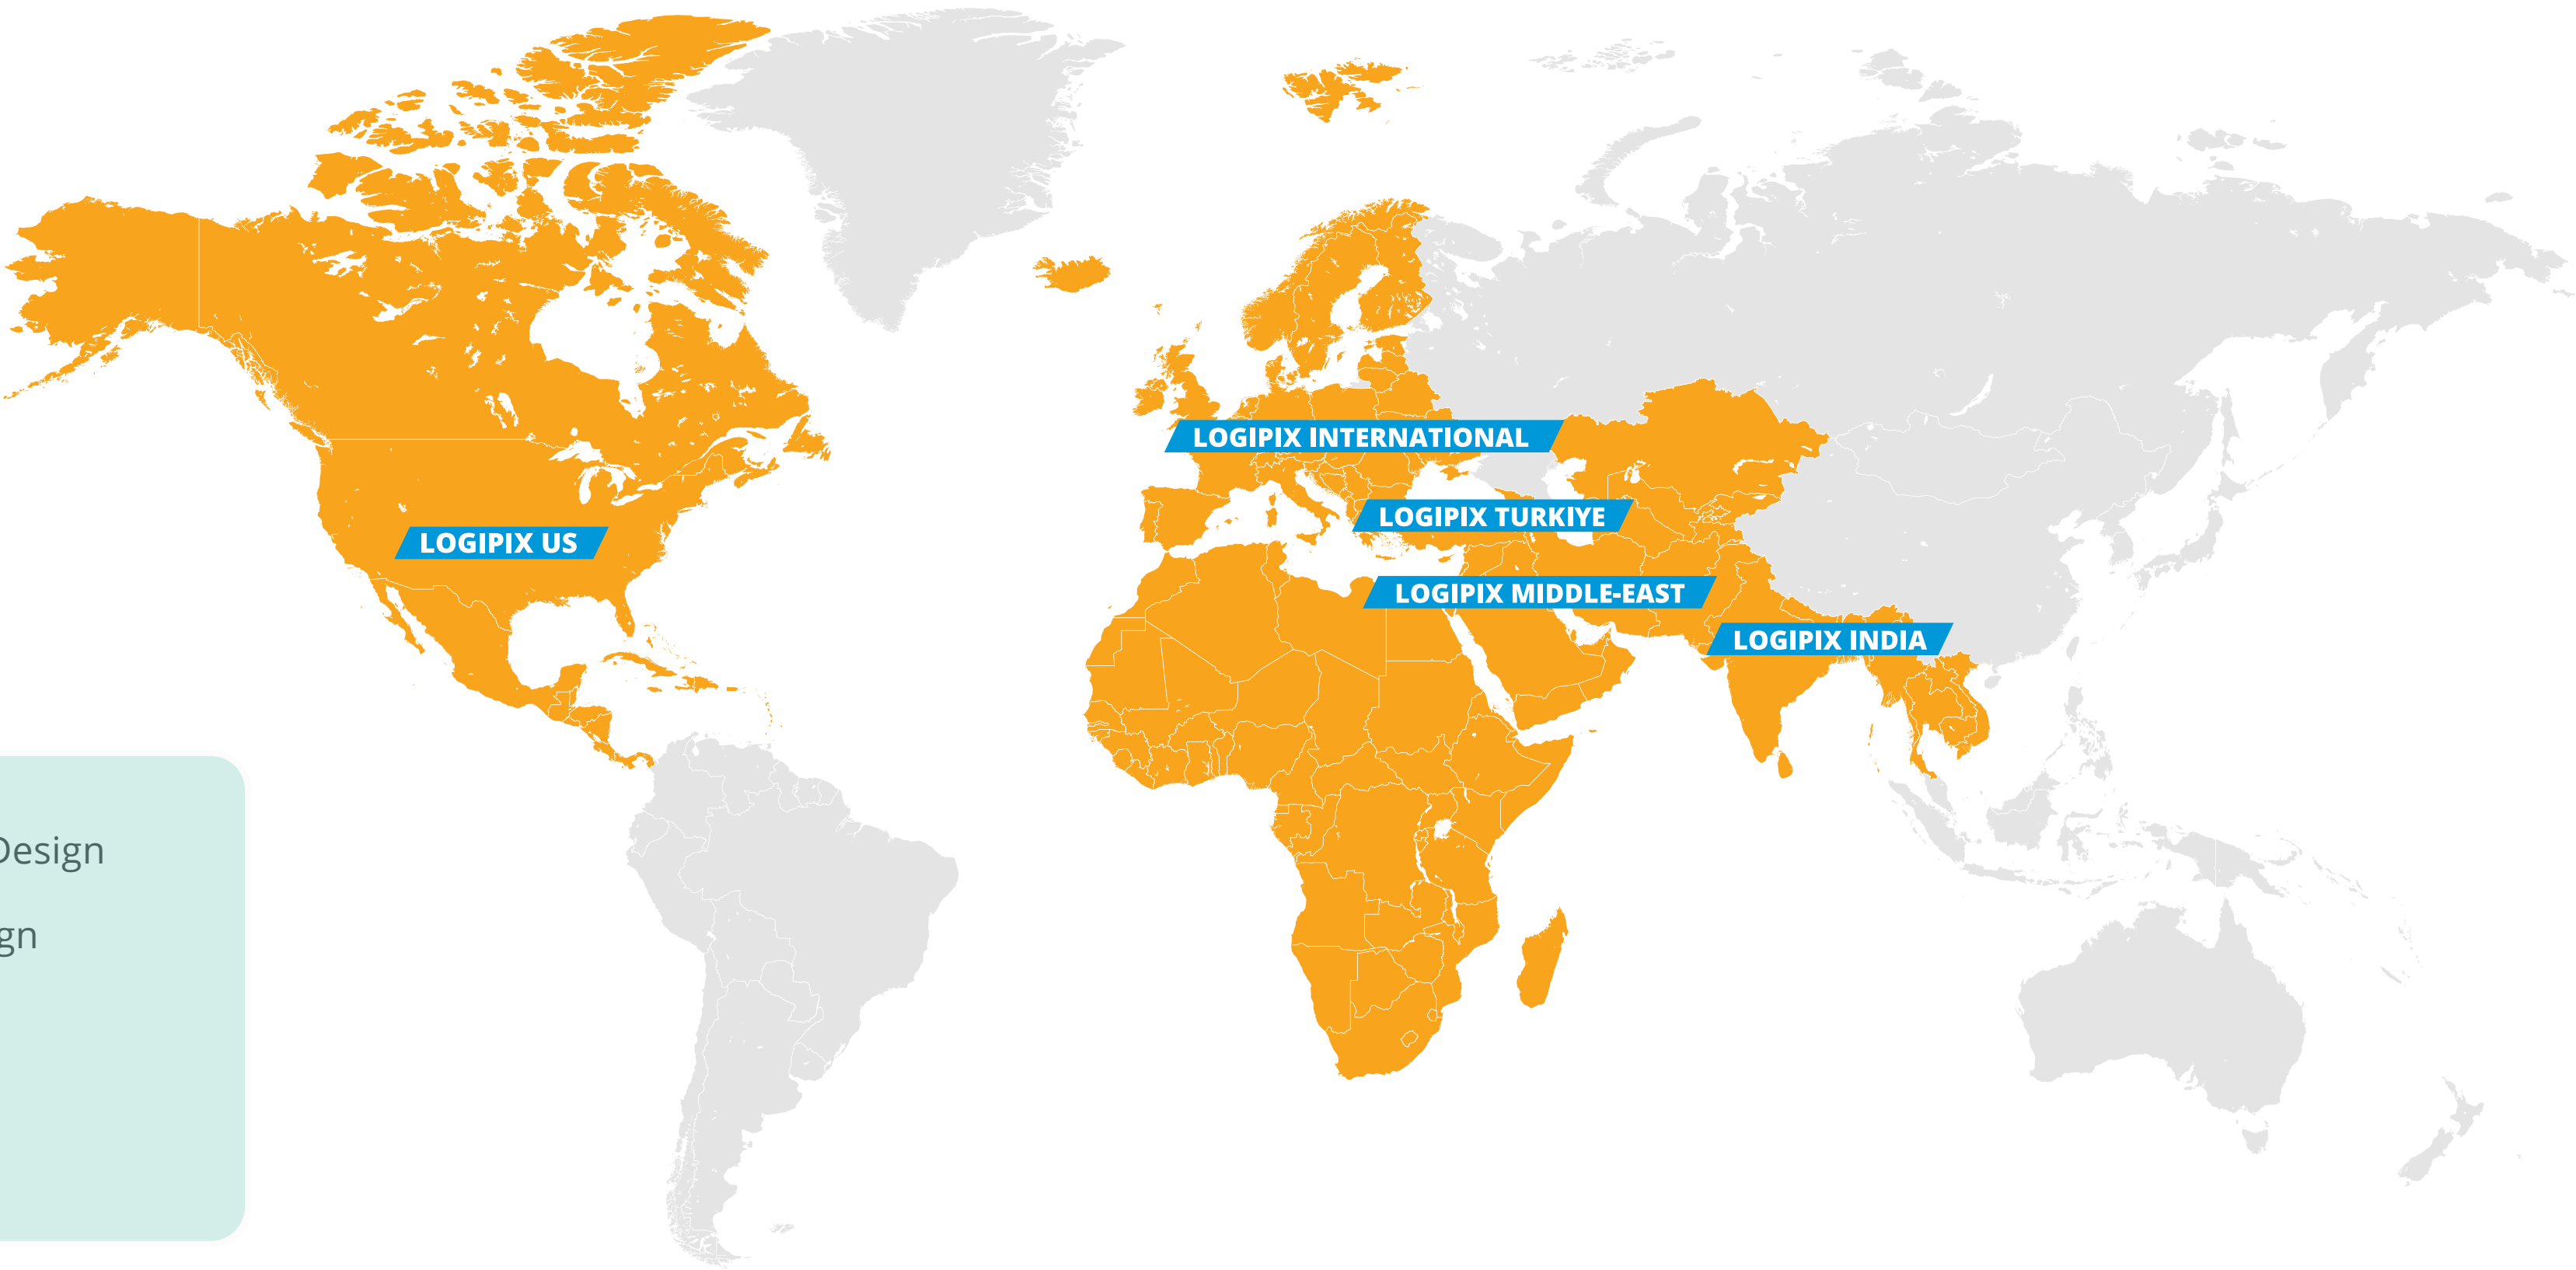 LOGIPIX INTERNATIONAL
LOGIPIX TURKIYE
LOGIPIX US
LOGIPIX MIDDLE-EAST
LOGIPIX INDIA
Design
gn